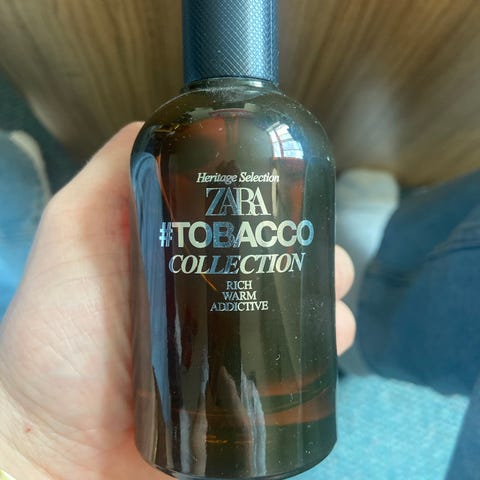 Heritage Selection
ZARA
#TOBACCO
COLLECTION
RICH
WARM
ADDICTIVE